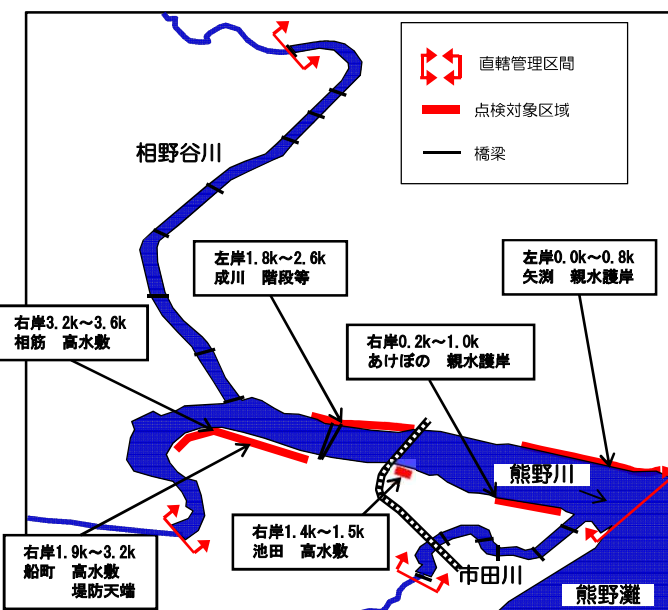 直轄管理区間
点検対象区域
橋梁
相野谷川
左岸1.8k～2.6k
成川　階段等
左岸0.0k～0.8k
矢渕　親水護岸
右岸3.2k～3.6k
相筋　高水敷
右岸0.2k～1.0k
あけぼの　親水護岸
熊野川
右岸1.4k～1.5k
池田　高水敷
右岸1.9k～3.2k
船町　高水敷
堤防天端
市田川
熊野灘